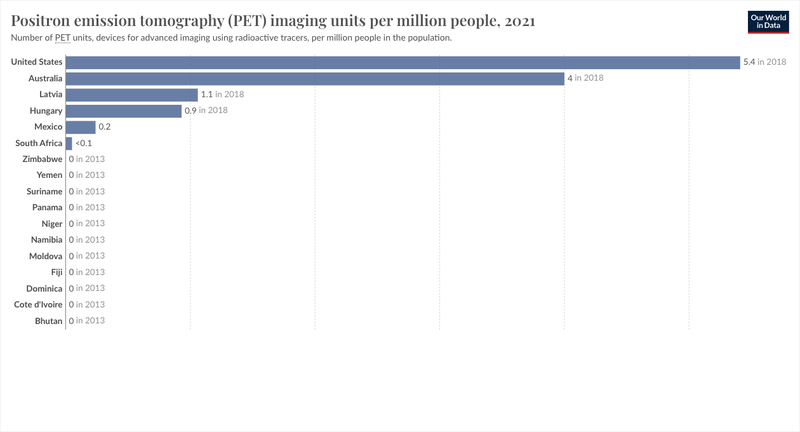 Positron emission tomography (PET) imaging units per million people, 2021
Our World in Data
Number of PET units, devices for advanced imaging using radioactive tracers, per million people in the population.
United States 5.4 in 2018
Australia 4 in 2018
Latvia 1.1 in 2018
Hungary 0.9 in 2018
Mexico 0.2
South Africa <0.1
Zimbabwe 0 in 2013
Yemen 0 in 2013
Suriname 0 in 2013
Panama 0 in 2013
Niger 0 in 2013
Namibia 0 in 2013
Moldova 0 in 2013
Fiji 0 in 2013
Dominica 0 in 2013
Cote d'Ivoire 0 in 2013
Bhutan 0 in 2013